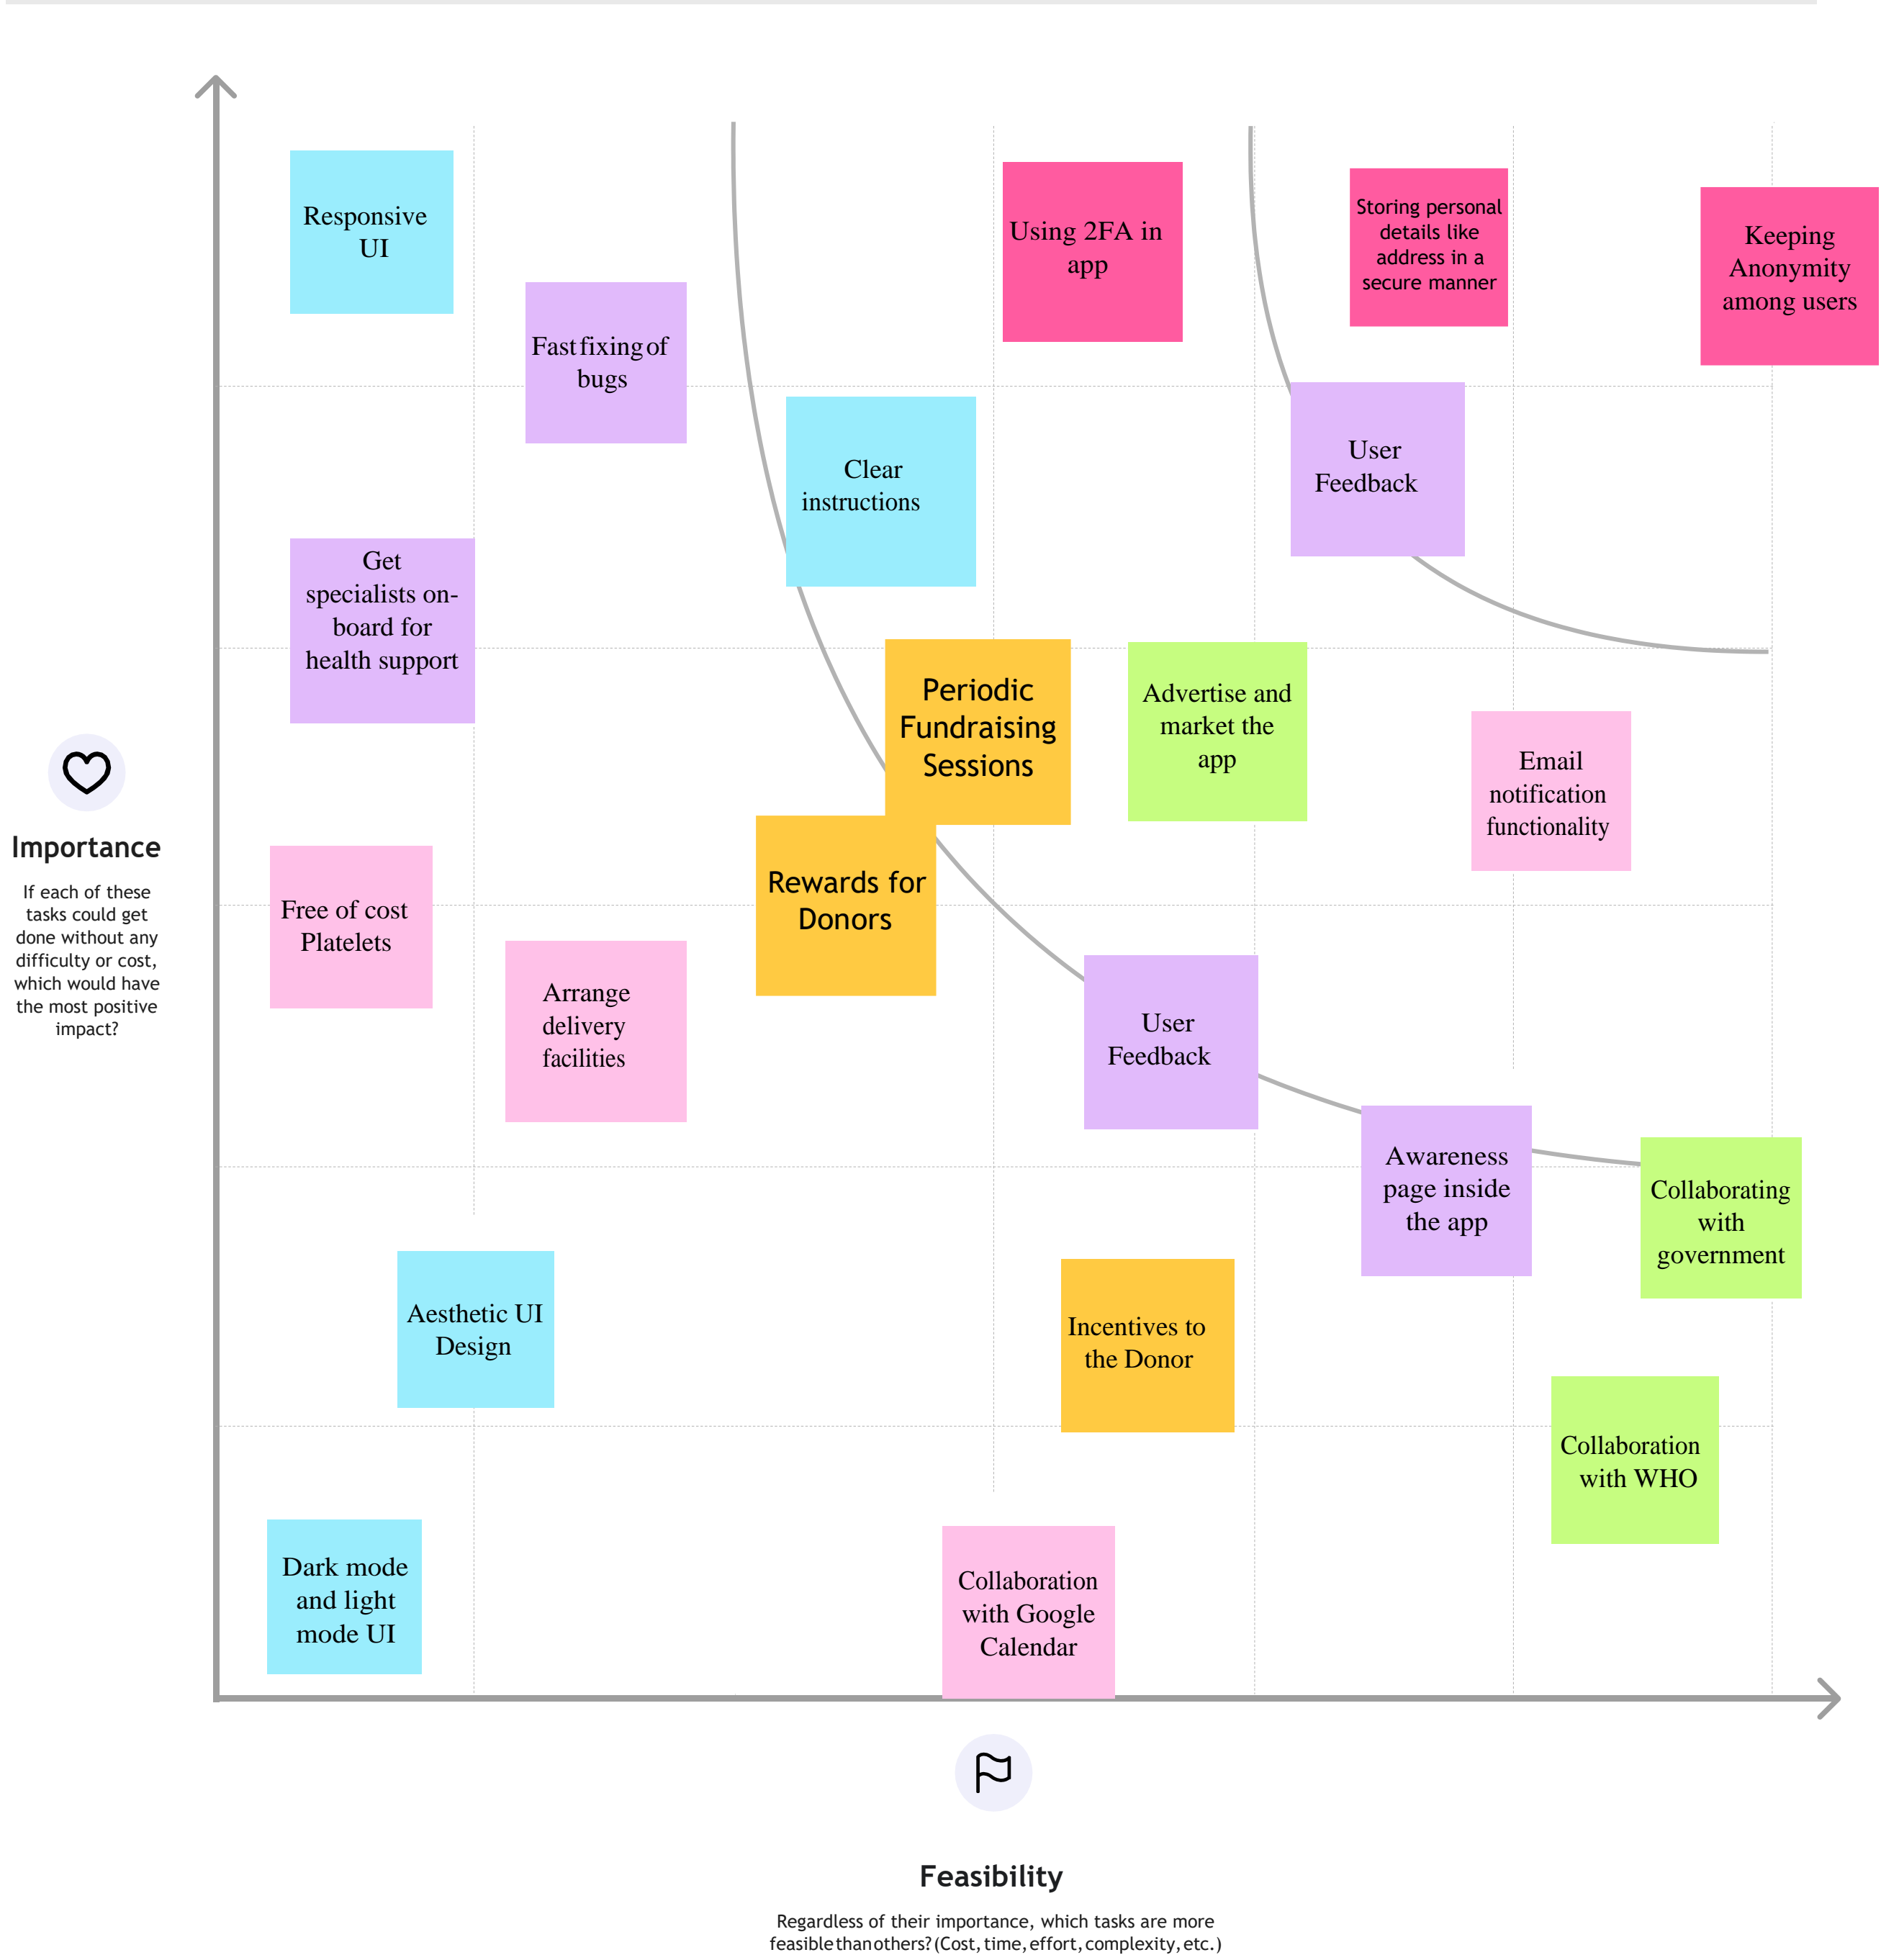 Responsive
UI
Using 2FA in
app
Storing personal
details like
address in a
secure manner
Keeping
Anonymity
among users
Fast fixing of
bugs
Clear
instructions
User
Feedback
Get
specialists on-
board for
health support
Periodic
Fundraising
Sessions
Advertise and
market the
app
Email
notification
functionality
Importance
If each of these
tasks could get
done without any
difficulty or cost,
which would have
the most positive
impact?
Free of cost
Platelets
Rewards for
Donors
Arrange
delivery
facilities
User
Feedback
Awareness
page inside
the app
Collaborating
with
government
Aesthetic UI
Design
Incentives to
the Donor
Collaboration
with WHO
Dark mode
and light
mode UI
Collaboration
with Google
Calendar
Feasibility
Regardless of their importance, which tasks are more
feasible than others? (Cost, time, effort, complexity, etc.)